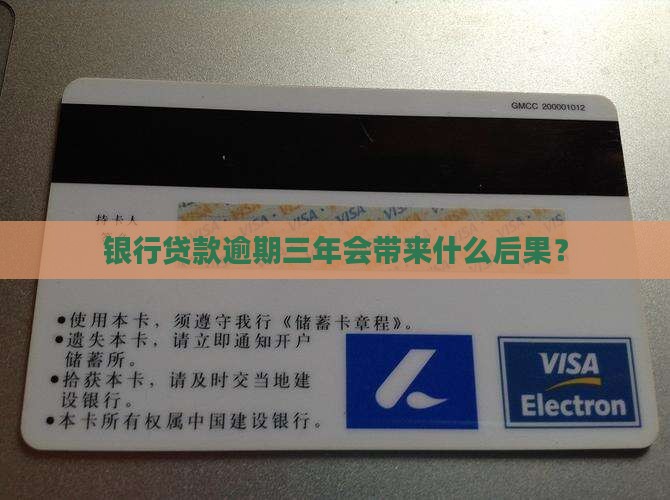 GMCC 200001012
持卡人
VISA VISA VISA VISA VISA
银行贷款逾期三年会带来什么后果？
●使用本卡，须遵守我行《储蓄卡章程》。
●遗失本卡，请立即通知开户
储蓄所。
●拾获本卡，请及时交当地建
设银行。
●本卡所有权属中国建设银行。
VISA
Electron